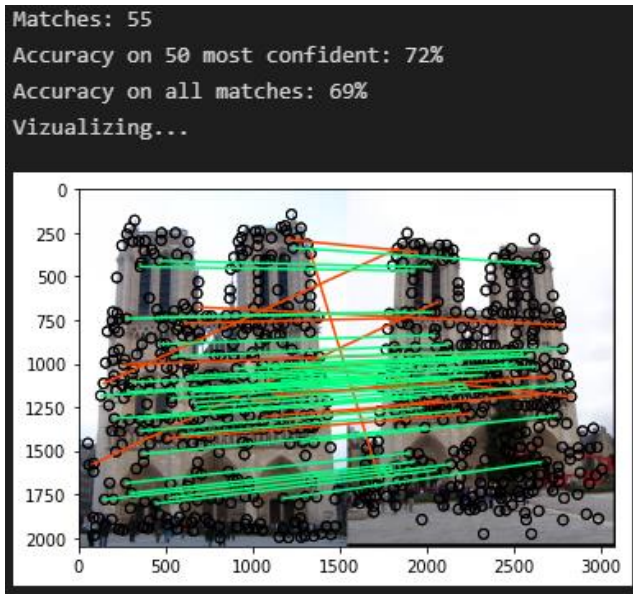 Matches: 55
Accuracy on 50 most confident: 72%
Accuracy on all matches: 69%
Vizualizing...
0
250
500
750
1000
1250
1500
1750
2000
0 500 1000 1500 2000 2500 3000